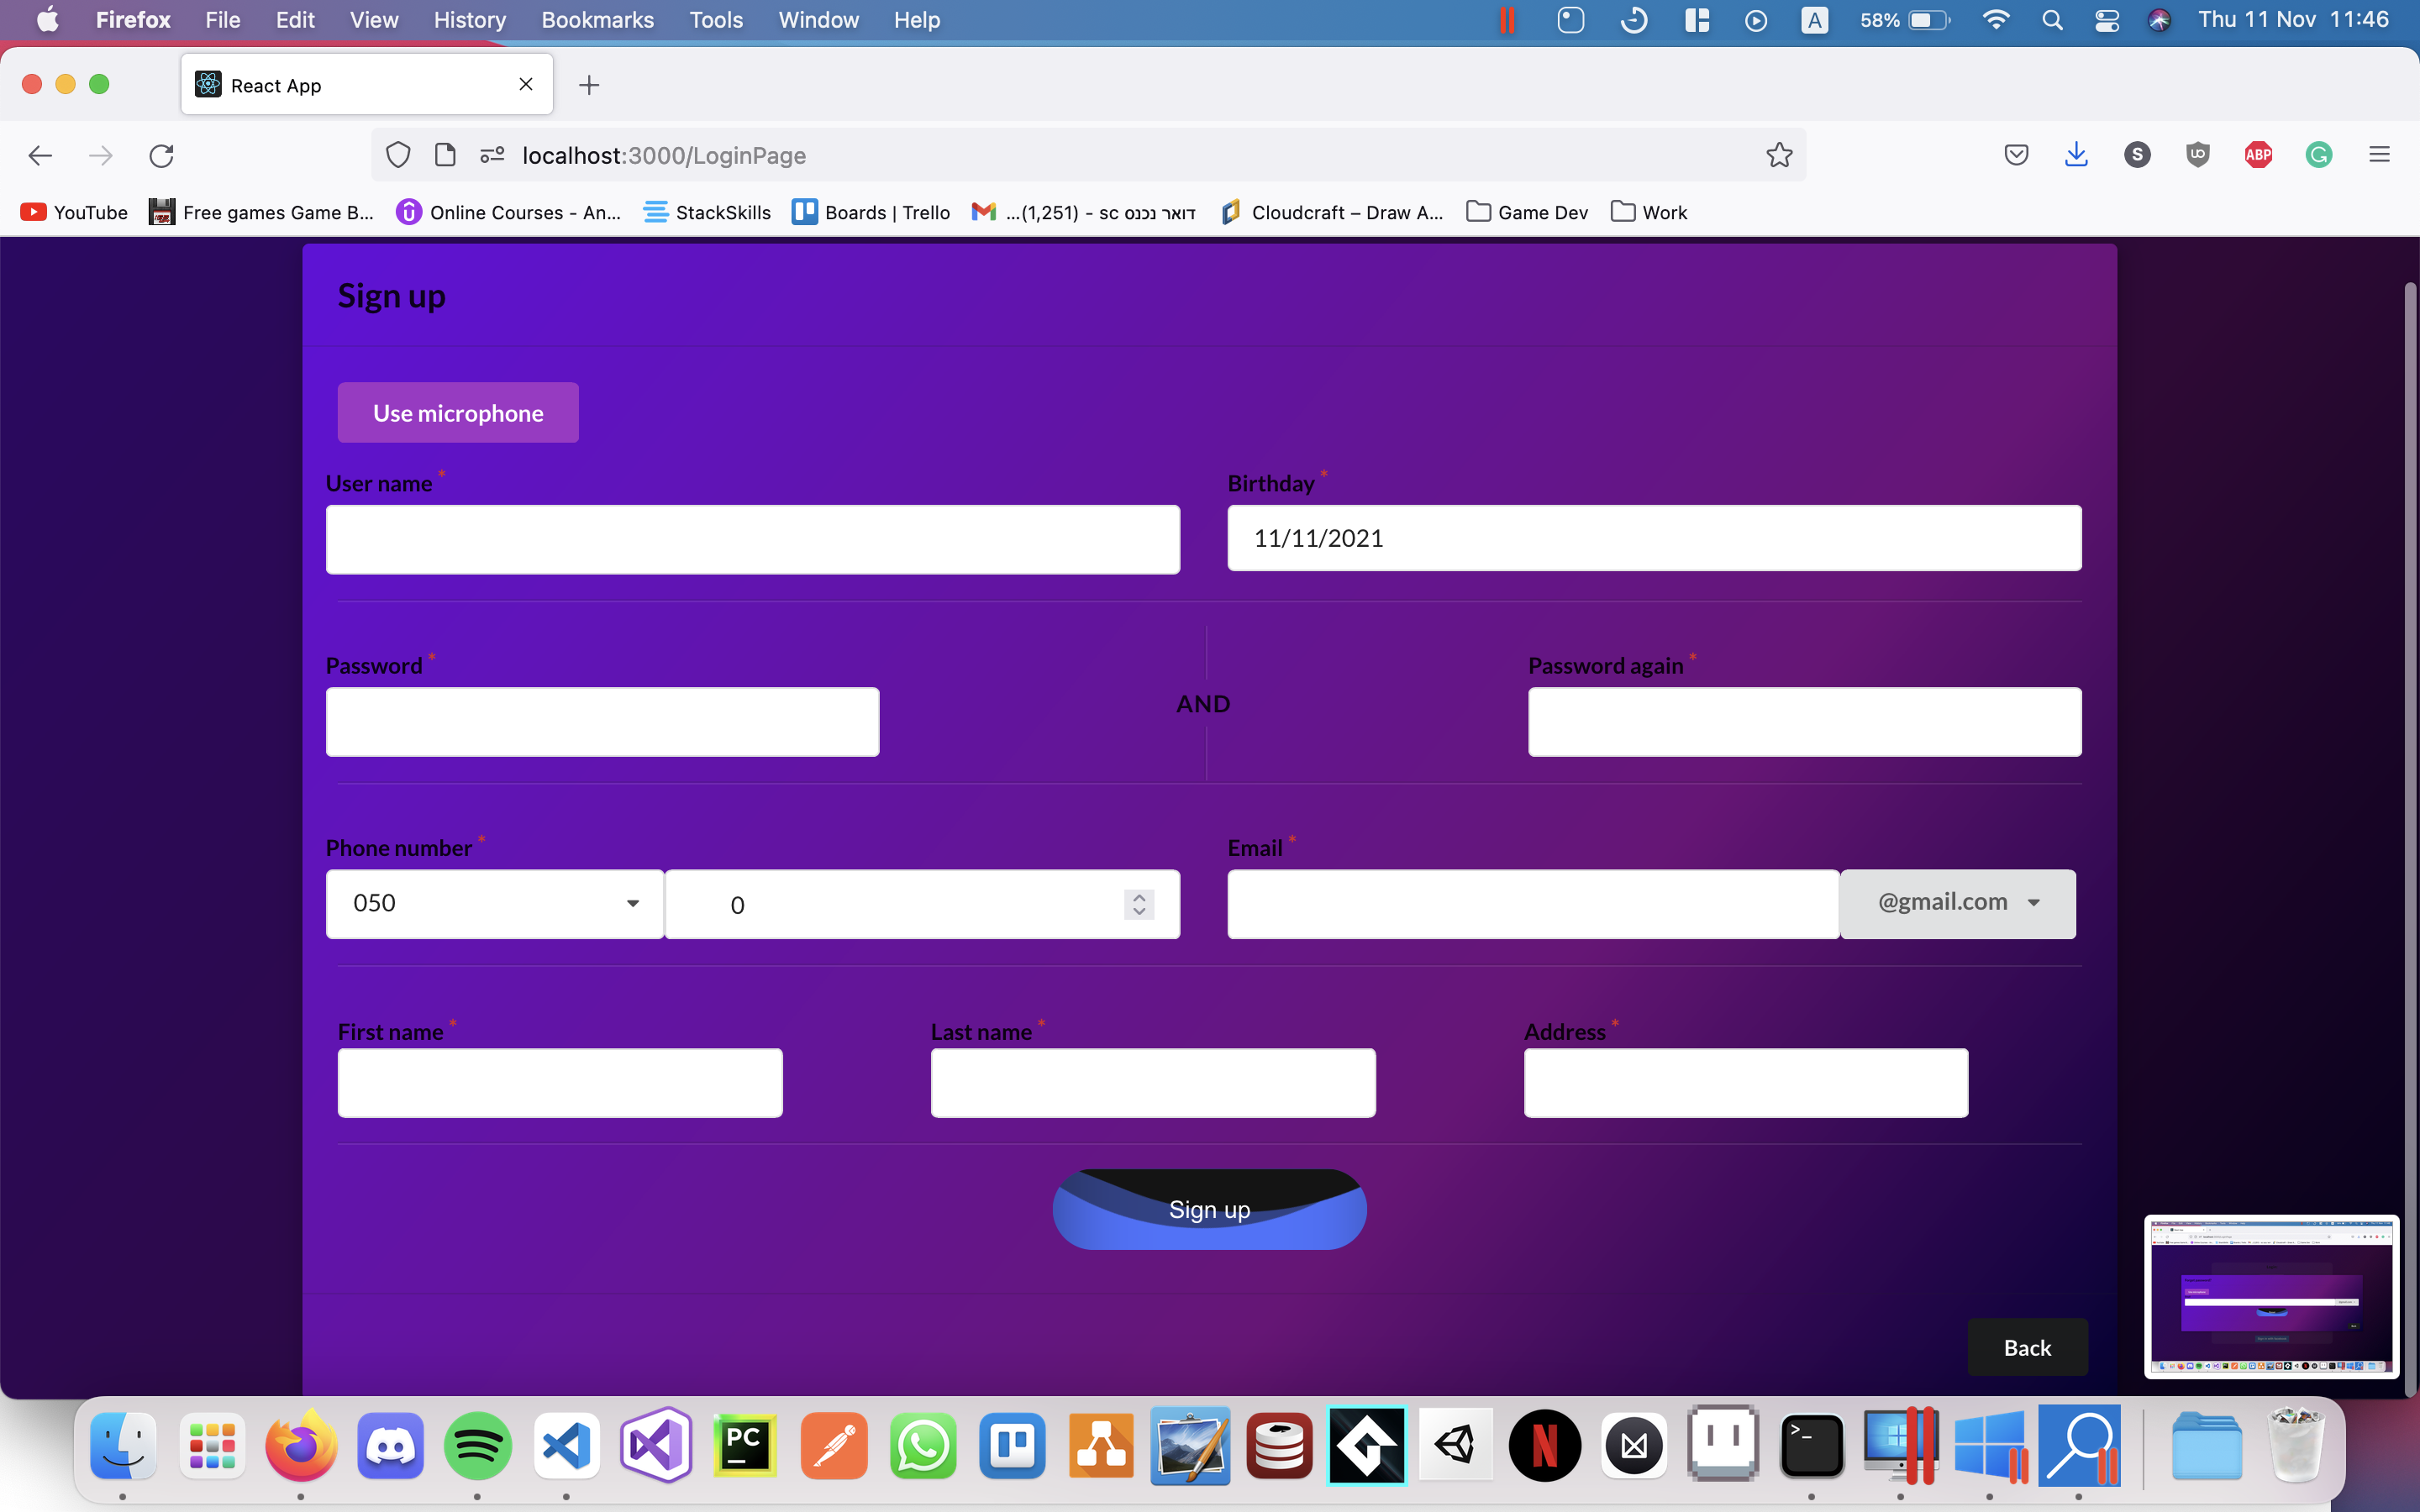 Firefox File Edit View History Bookmarks Tools Window Help A 58% Thu 11 Nov 11:46
React App
localhost:3000/LoginPage S ABP
YouTube Free games Game B... Online Courses - An... StackSkills Boards | Trello ...(1,251) - sc דואר נכנס Cloudcraft – Draw A... Game Dev Work
Sign up
Use microphone
User name * Birthday *
11/11/2021
Password * Password again *
AND
Phone number * Email *
050 0 @gmail.com
First name * Last name * Address *
Sign up
Back
PC N >_